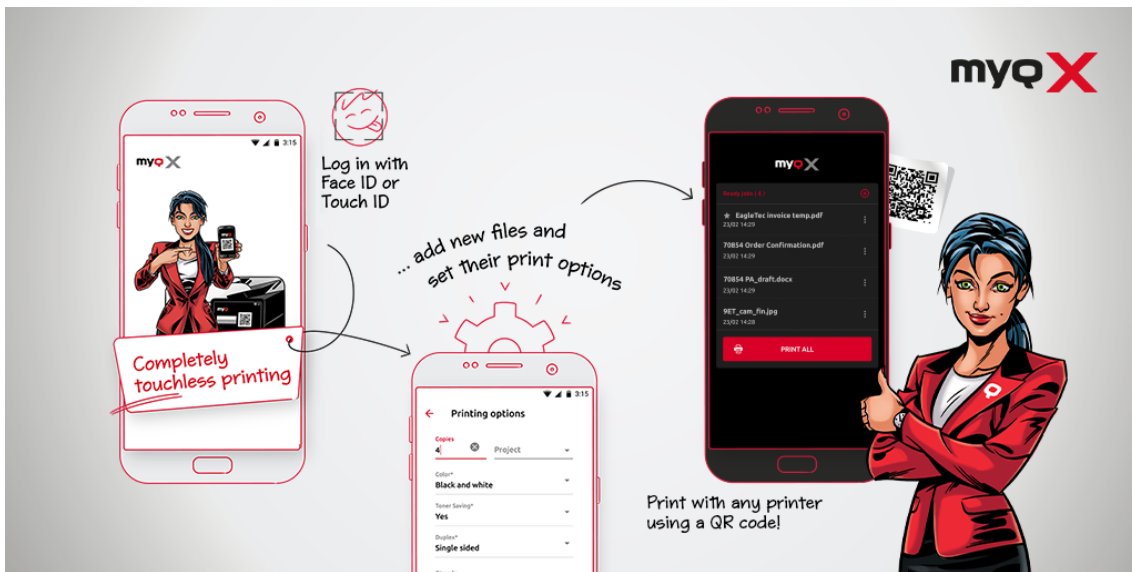 myQ X
3:15
myQ X
Log in with
Face ID or
Touch ID
Completely
touchless printing
... add new files and
set their print options
3:15
Printing options
Copies
4
Project
Color*
Black and white
Toner Saving*
Yes
Duplex*
Single sided
myQ X
EagleTec invoice temp.pdf
23/02 14:29
70854 Order Confirmation.pdf
23/02 14:29
70854 PA_draft.docx
23/02 14:29
9ET_cam_fin.jpg
23/02 14:28
PRINT ALL
Print with any printer
using a QR code!